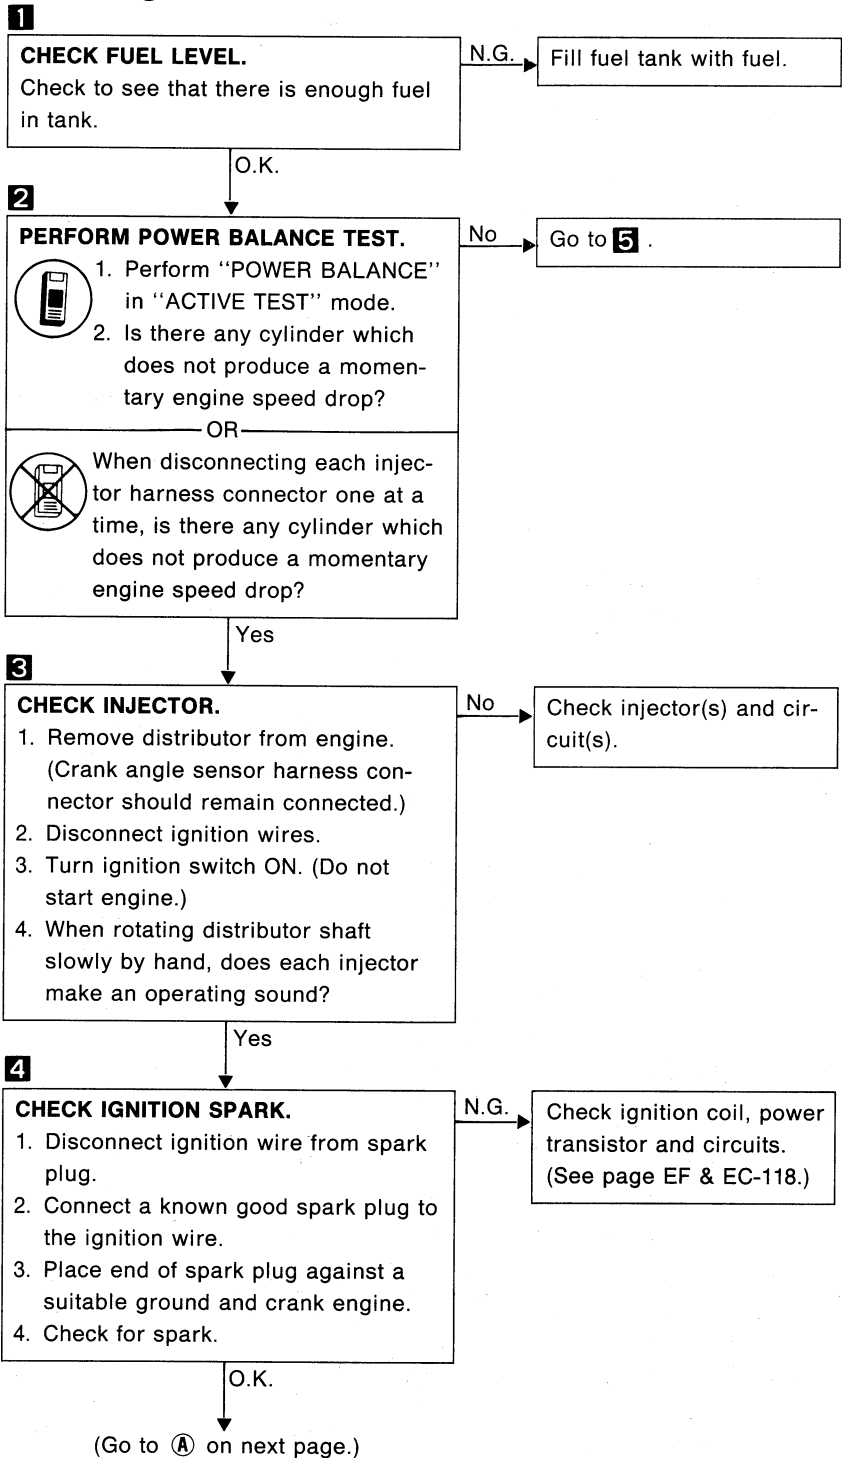 1
CHECK FUEL LEVEL.
Check to see that there is enough fuel
in tank.
N.G.
Fill fuel tank with fuel.
O.K.
2
PERFORM POWER BALANCE TEST.
1. Perform ‘‘POWER BALANCE’’
in ‘‘ACTIVE TEST’’ mode.
2. Is there any cylinder which
does not produce a momen-
tary engine speed drop?
OR
When disconnecting each injec-
tor harness connector one at a
time, is there any cylinder which
does not produce a momentary
engine speed drop?
No
Go to 5 .
Yes
3
CHECK INJECTOR.
1. Remove distributor from engine.
(Crank angle sensor harness con-
nector should remain connected.)
2. Disconnect ignition wires.
3. Turn ignition switch ON. (Do not
start engine.)
4. When rotating distributor shaft
slowly by hand, does each injector
make an operating sound?
No
Check injector(s) and cir-
cuit(s).
Yes
4
CHECK IGNITION SPARK.
1. Disconnect ignition wire from spark
plug.
2. Connect a known good spark plug to
the ignition wire.
3. Place end of spark plug against a
suitable ground and crank engine.
4. Check for spark.
N.G.
Check ignition coil, power
transistor and circuits.
(See page EF & EC-118.)
O.K.
(Go to Ⓐ on next page.)